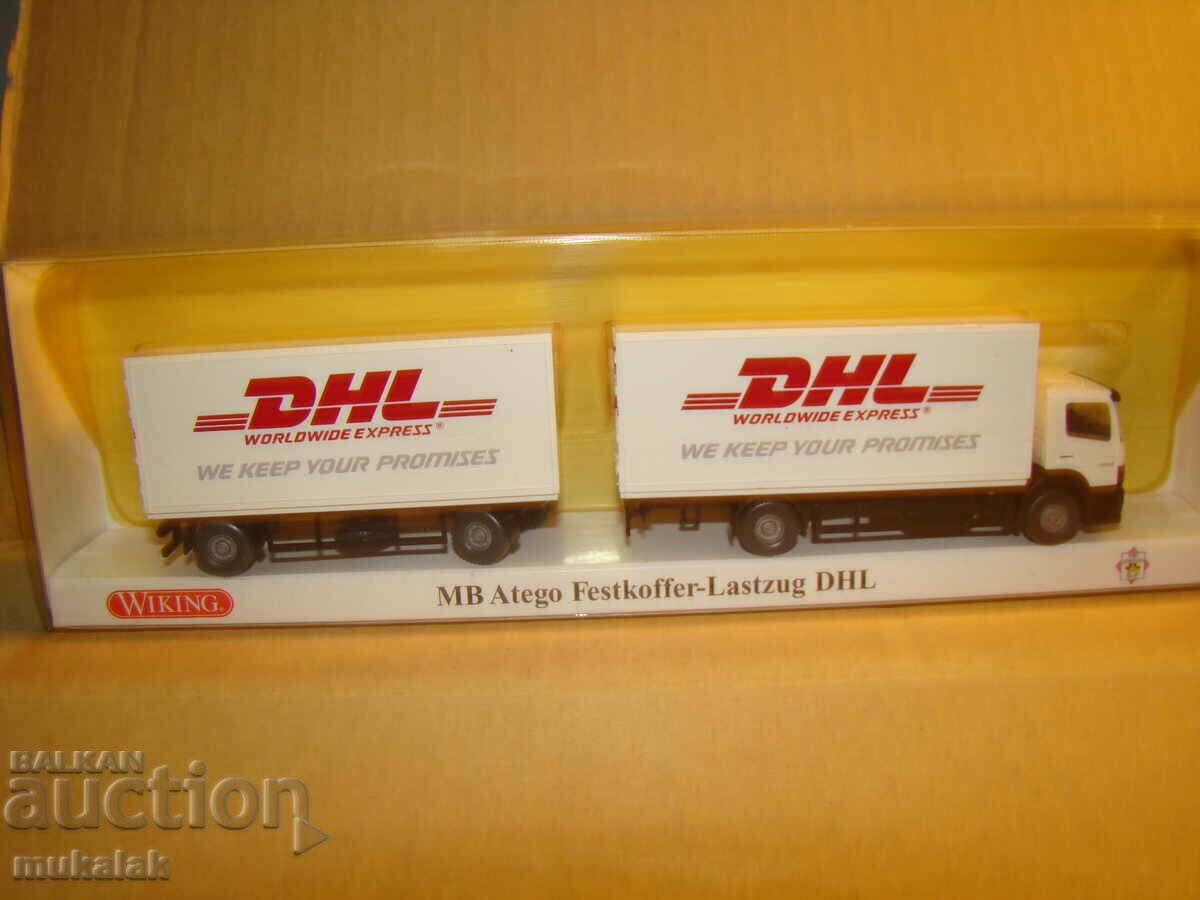 DHL
WORLDWIDE EXPRESS®
WE KEEP YOUR PROMISES
DHL
WORLDWIDE EXPRESS®
WE KEEP YOUR PROMISES
WIKING®
MB Atego Festkoffer-Lastzug DHL
BALKAN
auction
mukalak